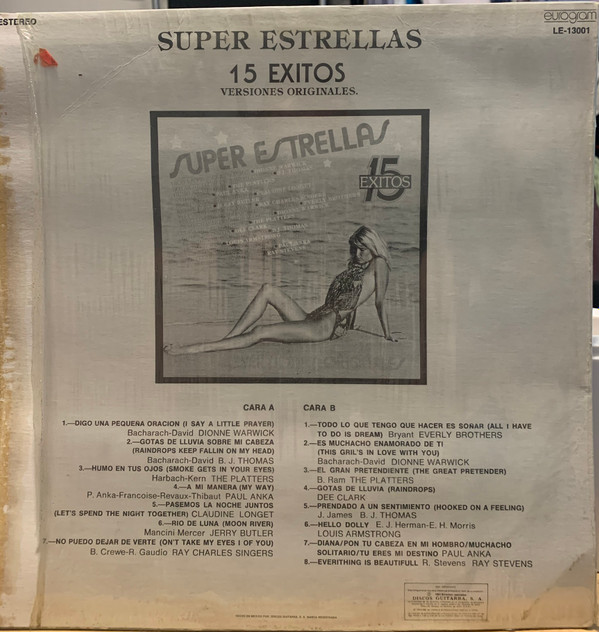 ESTEREO
eurogram
LE-13001
SUPER ESTRELLAS
15 EXITOS
VERSIONES ORIGINALES.
SUPER ESTRELLAS
15
EXITOS
CARA A
1.—DIGO UNA PEQUEÑA ORACION (I SAY A LITTLE PRAYER)
Bacharach-David DIONNE WARWICK
2.—GOTAS DE LLUVIA SOBRE MI CABEZA
(RAINDROPS KEEP FALLIN ON MY HEAD)
Bacharach-David B. J. THOMAS
3.—HUMO EN TUS OJOS (SMOKE GETS IN YOUR EYES)
Harbach-Kern THE PLATTERS
4.—A MI MANERA (MY WAY)
P. Anka-Francoise-Revaux-Thibaut PAUL ANKA
5.—PASEMOS LA NOCHE JUNTOS
(LET'S SPEND THE NIGHT TOGETHER) CLAUDINE LONGET
6.—RIO DE LUNA (MOON RIVER)
Mancini Mercer JERRY BUTLER
7.—NO PUEDO DEJAR DE VERTE (ON'T TAKE MY EYES I OF YOU)
B. Crewe-R. Gaudio RAY CHARLES SINGERS
CARA B
1.—TODO LO QUE TENGO QUE HACER ES SOÑAR (ALL I HAVE
TO DO IS DREAM) Bryant EVERLY BROTHERS
2.—ES MUCHACHO ENAMORADO DE TI
(THIS GRIL'S IN LOVE WITH YOU)
Bacharach-David DIONNE WARWICK
3.—EL GRAN PRETENDIENTE (THE GREAT PRETENDER)
B. Ram THE PLATTERS
4.—GOTAS DE LLUVIA (RAINDROPS)
DEE CLARK
5.—PRENDADO A UN SENTIMIENTO (HOOKED ON A FEELING)
J. James B. J. THOMAS
6.—HELLO DOLLY E. J. Herman-E. H. Morris
LOUIS ARMSTRONG
7.—DIANA/PON TU CABEZA EN MI HOMBRO/MUCHACHO
SOLITARIO/TU ERES MI DESTINO PAUL ANKA
8.—EVERITHING IS BEAUTIFULL R. Stevens RAY STEVENS
DISCOS GUITARRA, S. A.